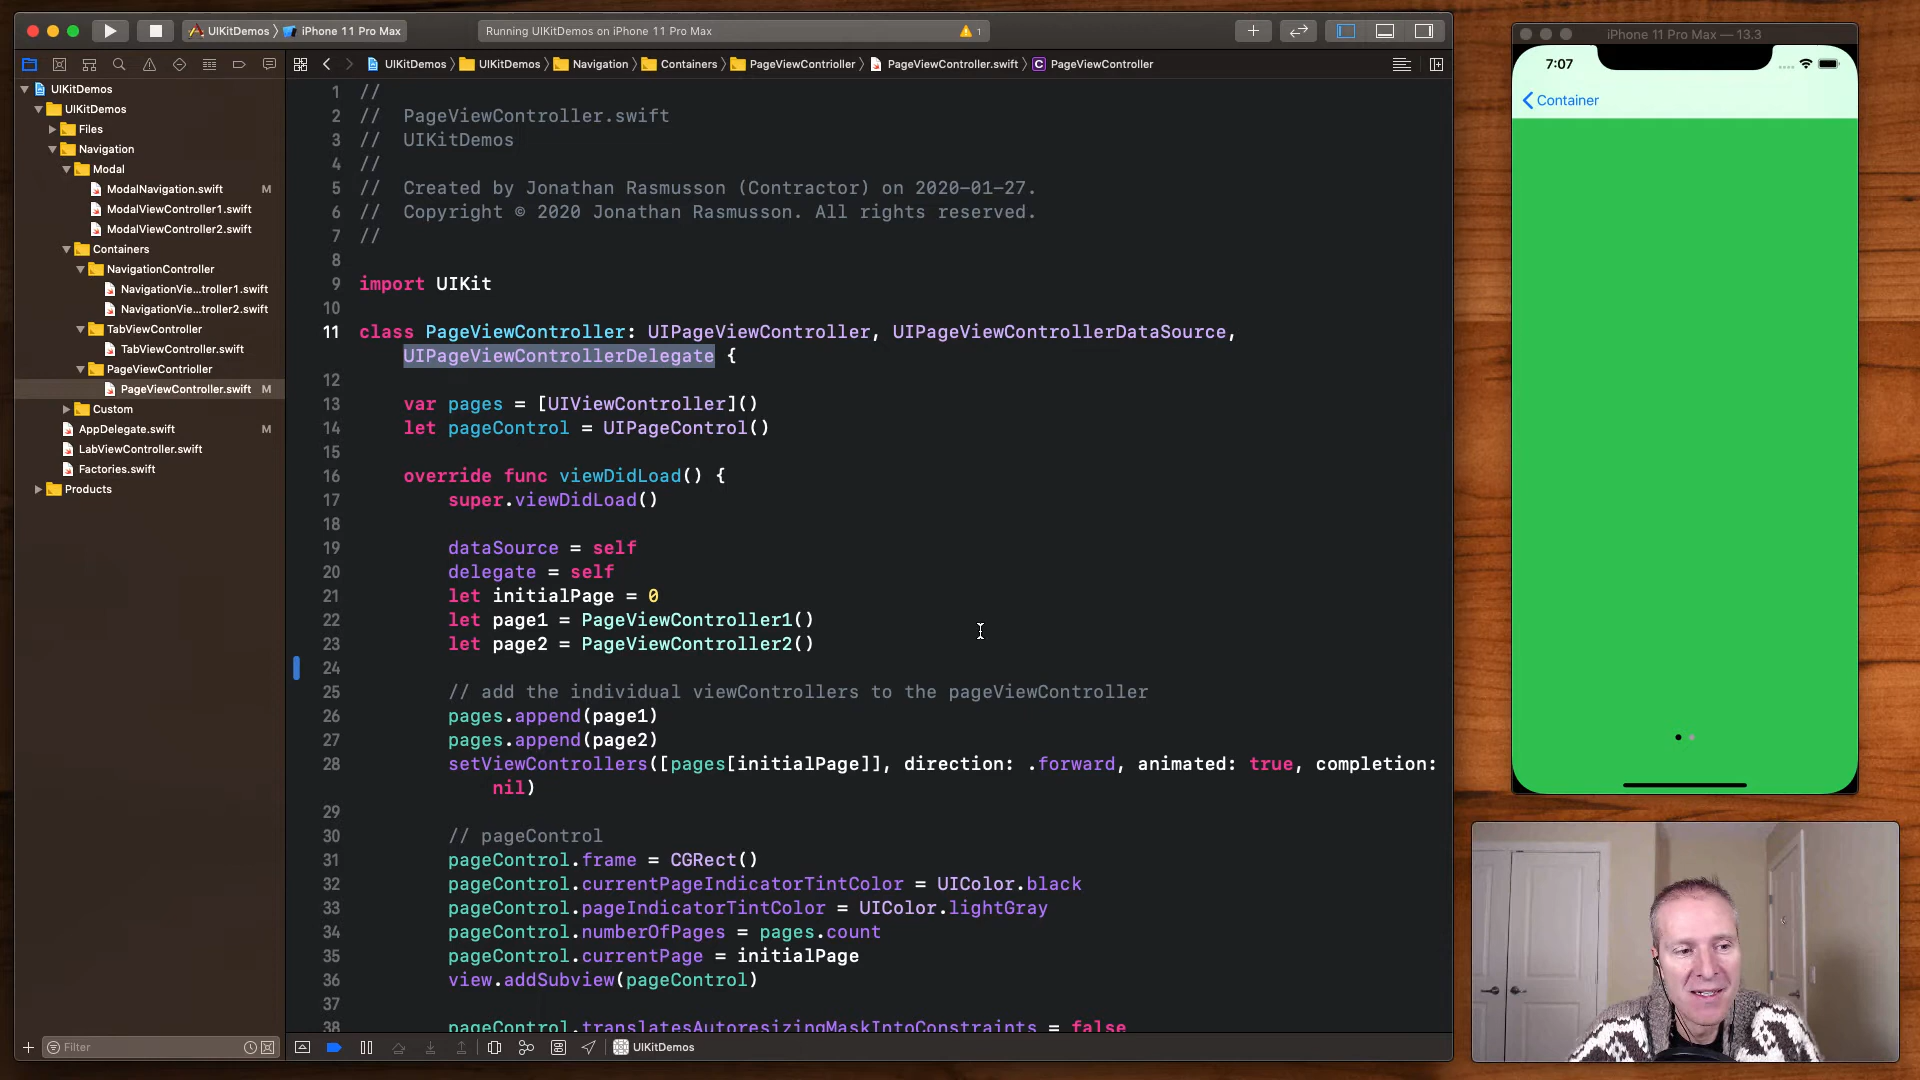 UIKitDemos
iPhone 11 Pro Max
Running UIKitDemos on iPhone 11 Pro Max
1
UIKitDemos
UIKitDemos
Navigation
Containers
PageViewController
PageViewController.swift
C
PageViewController
UIKitDemos
UIKitDemos
Files
Navigation
Modal
ModalNavigation.swift
M
ModalViewController1.swift
ModalViewController2.swift
Containers
NavigationController
NavigationVie...troller1.swift
NavigationVie...troller2.swift
TabViewController
TabViewController.swift
PageViewContrioller
PageViewController.swift
M
Custom
AppDelegate.swift
M
LabViewController.swift
Factories.swift
Products
Filter
1 //
2 // PageViewController.swift
3 // UIKitDemos
4 //
5 // Created by Jonathan Rasmusson (Contractor) on 2020-01-27.
6 // Copyright © 2020 Jonathan Rasmusson. All rights reserved.
7 //
8
9 import UIKit
10
11 class PageViewController: UIPageViewController, UIPageViewControllerDataSource,
UIPageViewControllerDelegate {
12
13 var pages = [UIViewController]()
14 let pageControl = UIPageControl()
15
16 override func viewDidLoad() {
17 super.viewDidLoad()
18
19 dataSource = self
20 delegate = self
21 let initialPage = 0
22 let page1 = PageViewController1()
23 let page2 = PageViewController2()
24
25 // add the individual viewControllers to the pageViewController
26 pages.append(page1)
27 pages.append(page2)
28 setViewControllers([pages[initialPage]], direction: .forward, animated: true, completion:
nil)
29
30 // pageControl
31 pageControl.frame = CGRect()
32 pageControl.currentPageIndicatorTintColor = UIColor.black
33 pageControl.pageIndicatorTintColor = UIColor.lightGray
34 pageControl.numberOfPages = pages.count
35 pageControl.currentPage = initialPage
36 view.addSubview(pageControl)
37
38 pageControl.translatesAutoresizingMaskIntoConstraints = false
UIKitDemos
iPhone 11 Pro Max — 13.3
7:07
Container